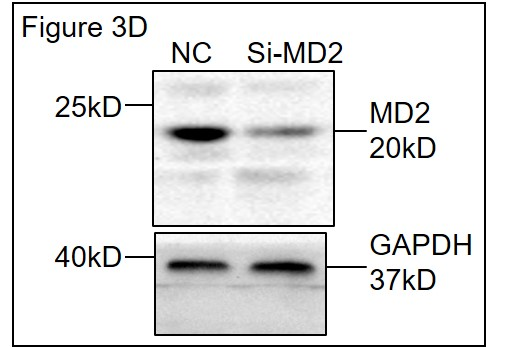 Figure 3D
NC Si-MD2
25kD
MD2
20kD
40kD
GAPDH
37kD